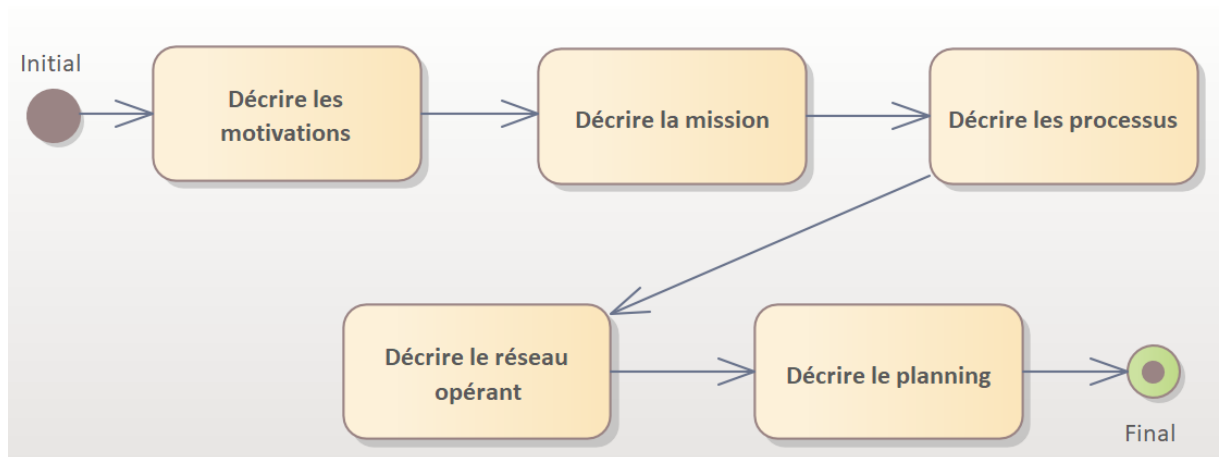 Initial
Décrire les
motivations
Décrire la mission
Décrire les processus
Décrire le réseau
opérant
Décrire le planning
Final